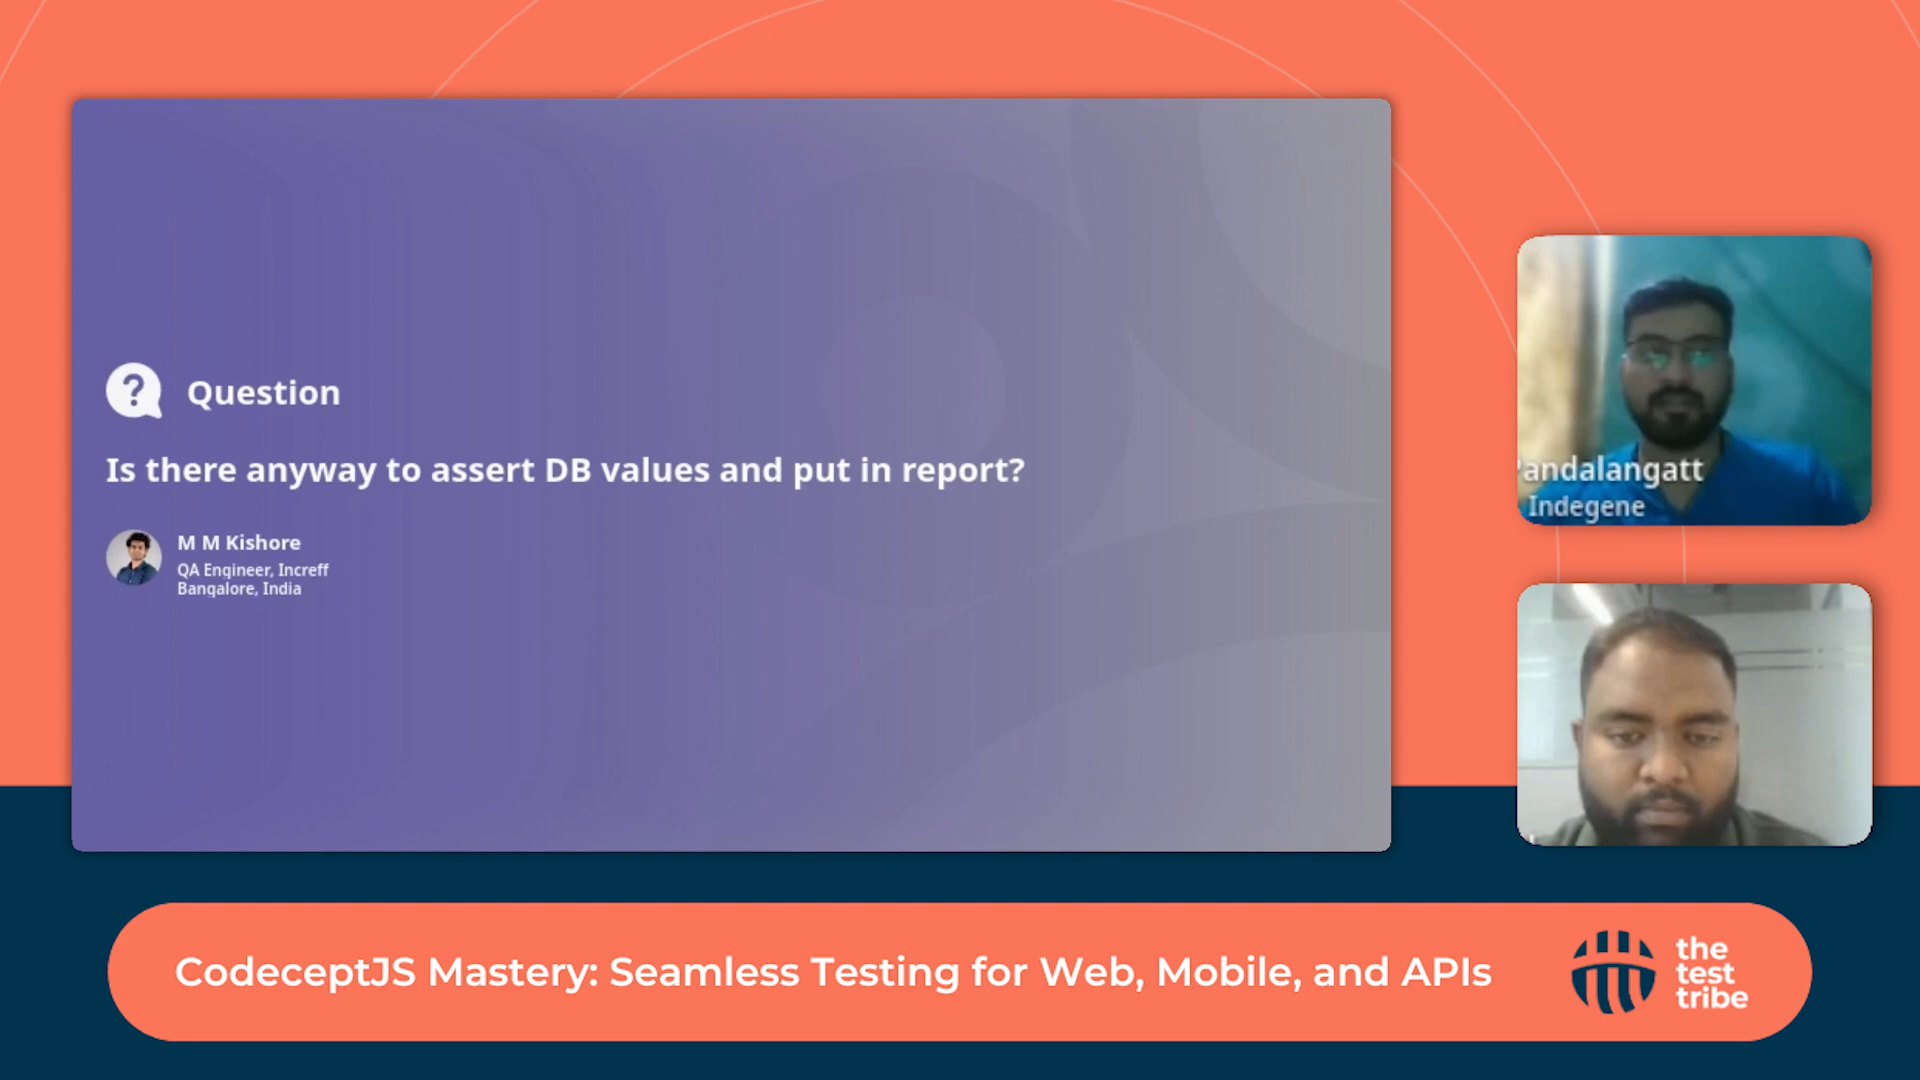 Question
Is there anyway to assert DB values and put in report?
M M Kishore
QA Engineer, Increff
Bangalore, India
Pandalangatt
Indegene
CodeceptJS Mastery: Seamless Testing for Web, Mobile, and APIs
the
test
tribe